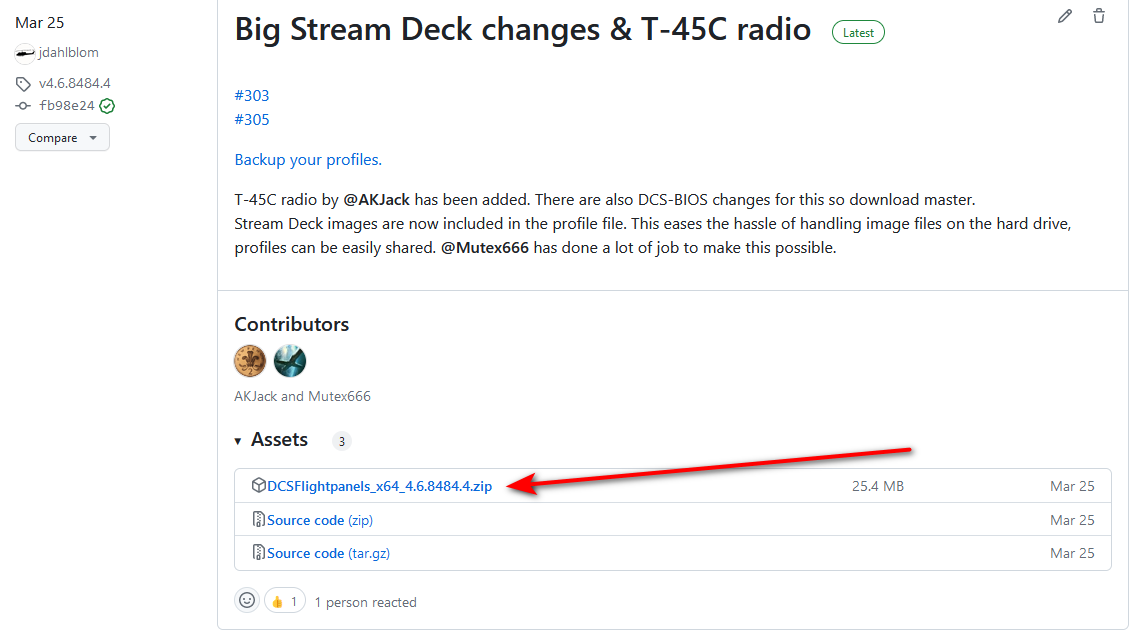 Mar 25
jdahlblom
v4.6.8484.4
fb98e24
Compare
Big Stream Deck changes & T-45C radio
Latest
#303
#305
Backup your profiles.
T-45C radio by @AKJack has been added. There are also DCS-BIOS changes for this so download master.
Stream Deck images are now included in the profile file. This eases the hassle of handling image files on the hard drive,
profiles can be easily shared. @Mutex666 has done a lot of job to make this possible.
Contributors
AKJack and Mutex666
Assets 3
DCSFlightpanels_x64_4.6.8484.4.zip 25.4 MB Mar 25
Source code (zip) Mar 25
Source code (tar.gz) Mar 25
👍 1 1 person reacted